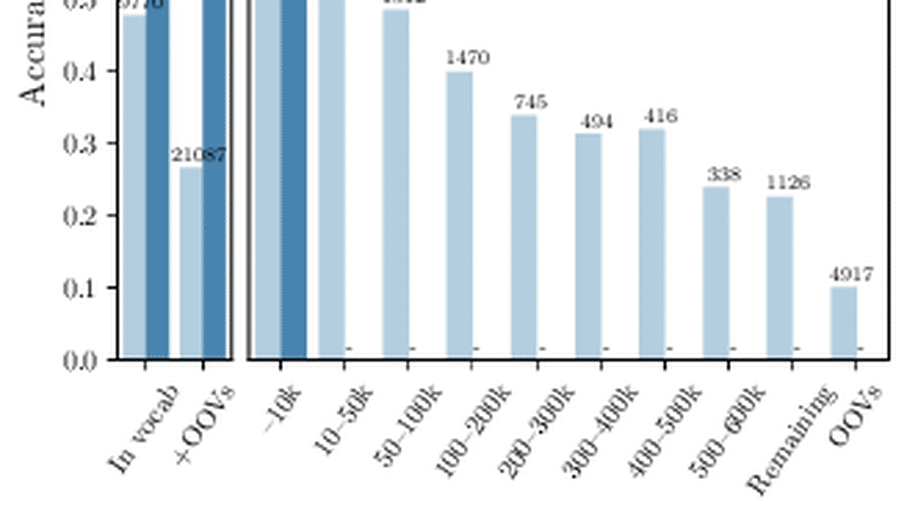 Accura
0.4
0.3
0.2
0.1
0.0
21087
1470
745
494
416
338
1126
4917
-
-
-
-
-
-
-
-
-
In vocab
+OOVs
–10k
10–50k
50–100k
100–200k
200–300k
300–400k
400–500k
500–600k
Remaining
OOVs